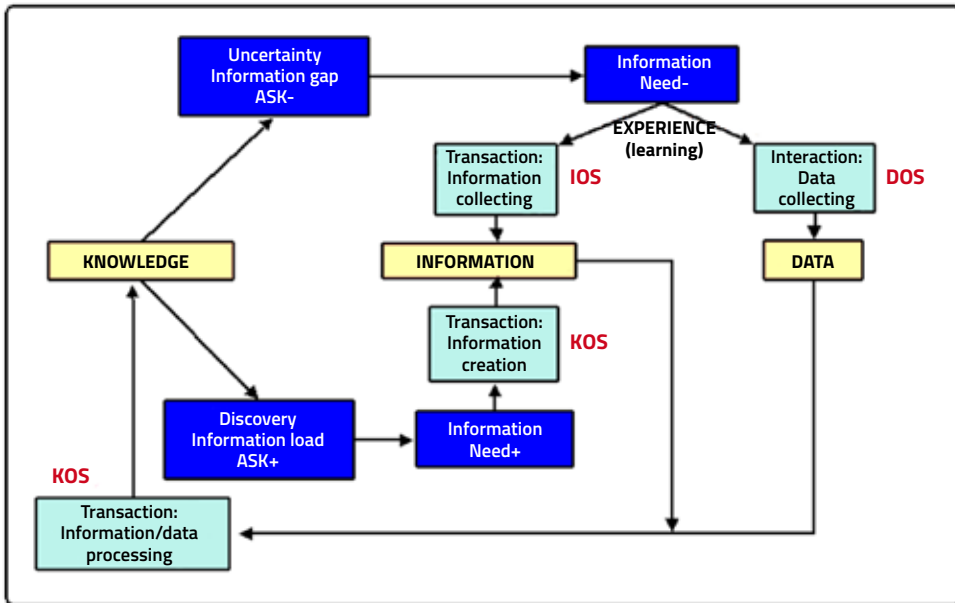 Uncertainty
Information gap
ASK-
Information
Need-
EXPERIENCE
(learning)
Transaction:
Information
collecting
IOS
Interaction:
Data
collecting
DOS
KNOWLEDGE
INFORMATION
DATA
Transaction:
Information
creation
KOS
Discovery
Information load
ASK+
Information
Need+
KOS
Transaction:
Information/data
processing